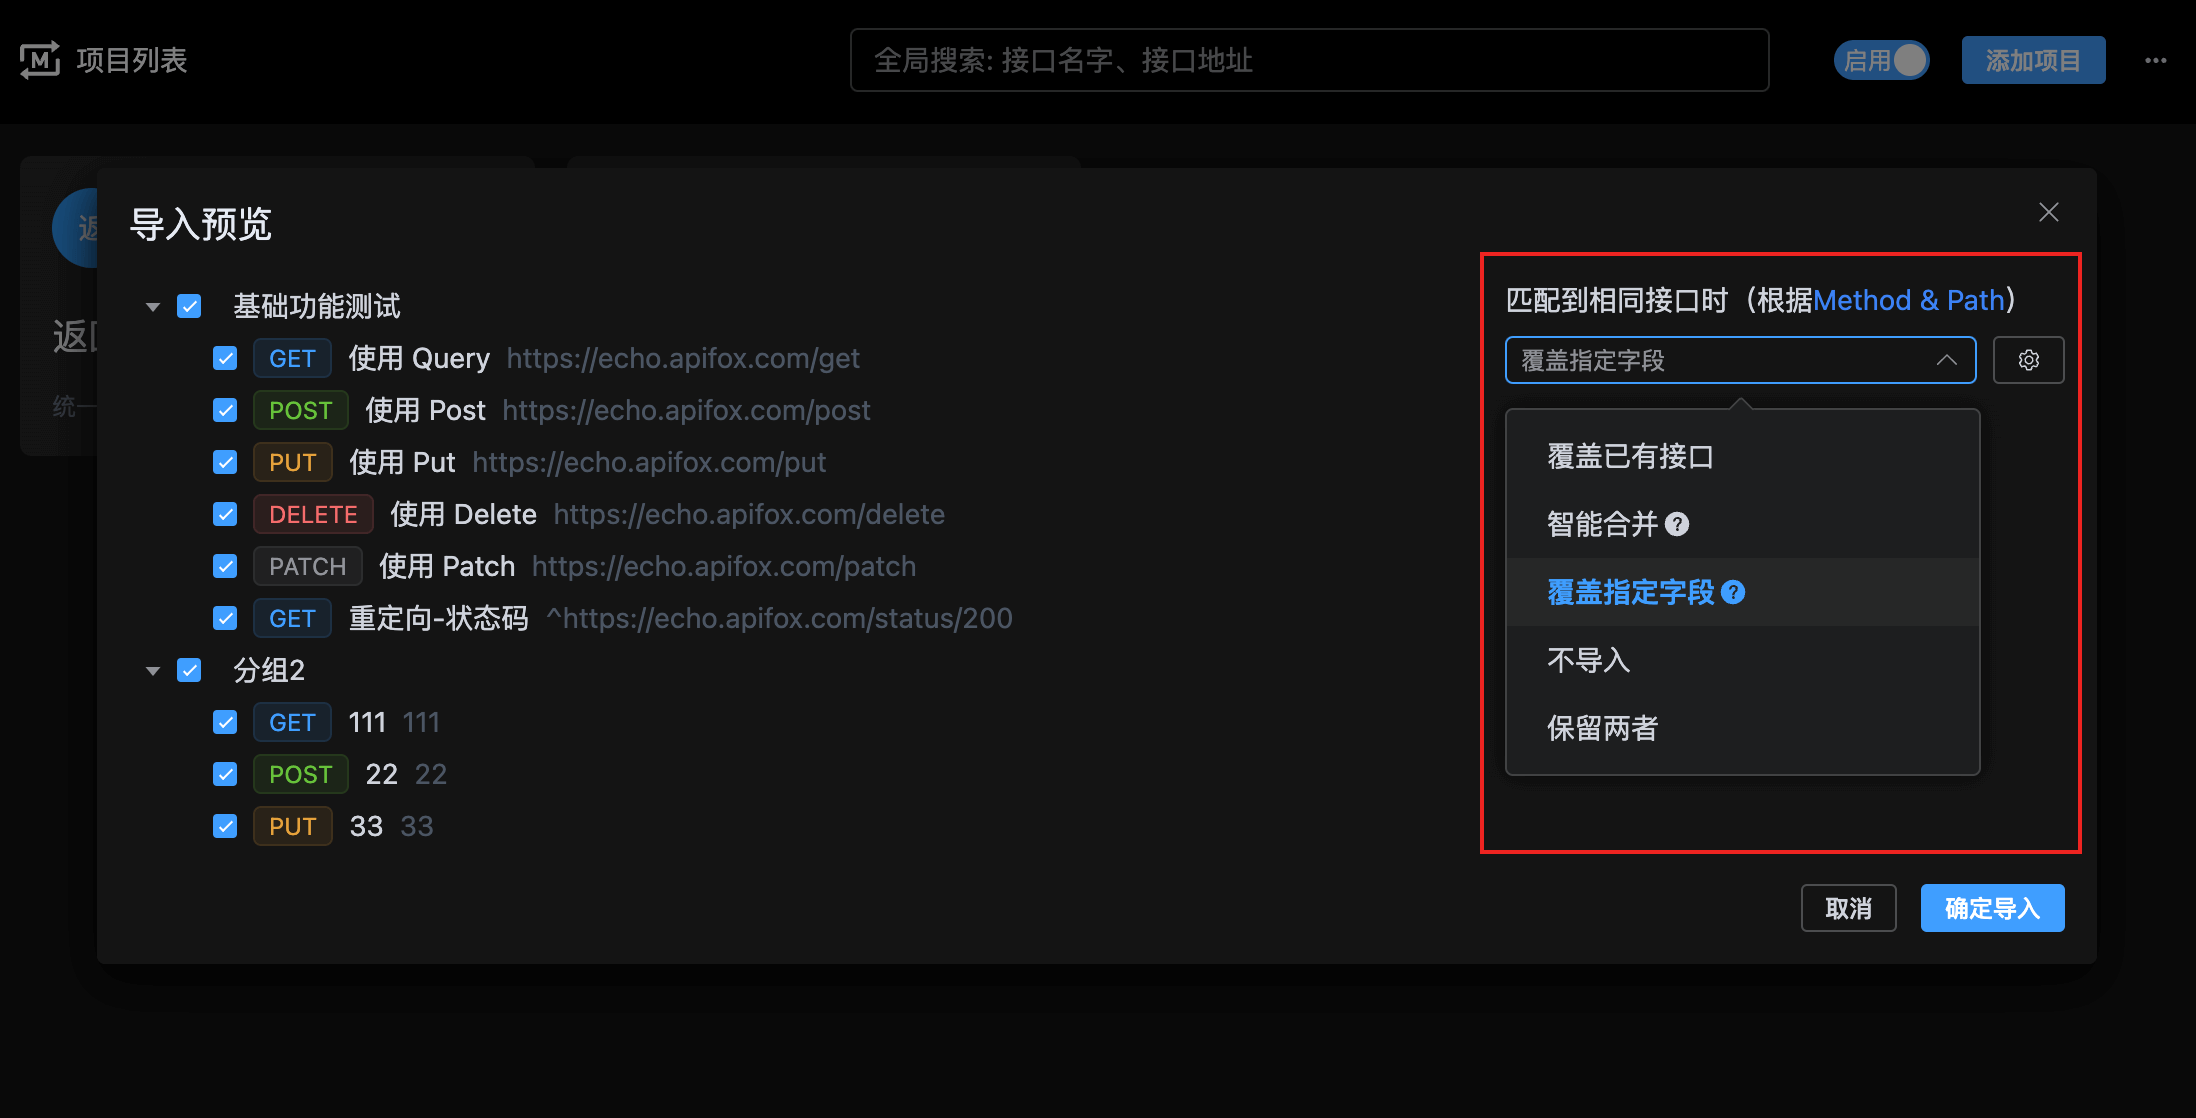 项目列表
全局搜索: 接口名字、接口地址
启用
添加项目
返
返回
统一
导入预览
基础功能测试
GET 使用 Query https://echo.apifox.com/get
POST 使用 Post https://echo.apifox.com/post
PUT 使用 Put https://echo.apifox.com/put
DELETE 使用 Delete https://echo.apifox.com/delete
PATCH 使用 Patch https://echo.apifox.com/patch
GET 重定向-状态码 ^https://echo.apifox.com/status/200
分组2
GET 111 111
POST 22 22
PUT 33 33
匹配到相同接口时（根据Method & Path）
覆盖指定字段
覆盖已有接口
智能合并
覆盖指定字段
不导入
保留两者
取消
确定导入